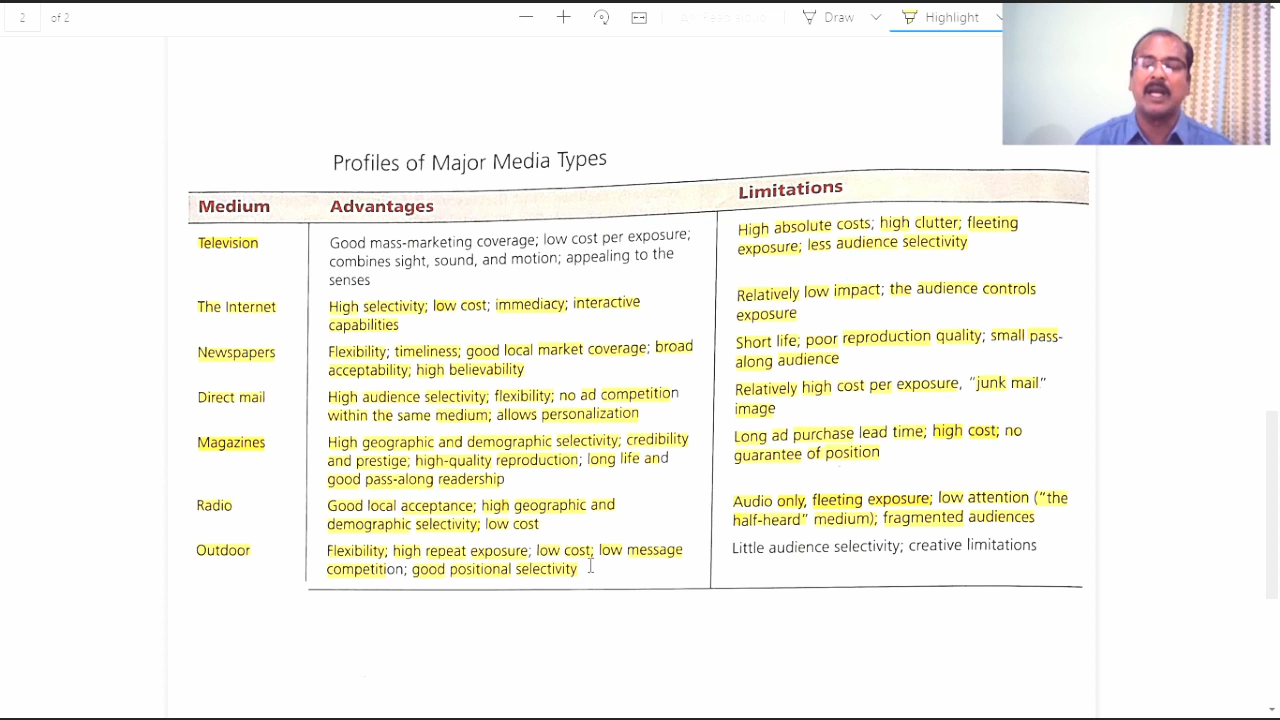 2 of 2
Draw
Highlight
Profiles of Major Media Types
Medium
Advantages
Limitations
Television
Good mass-marketing coverage; low cost per exposure;
combines sight, sound, and motion; appealing to the
senses
High absolute costs; high clutter; fleeting
exposure; less audience selectivity
The Internet
High selectivity; low cost; immediacy; interactive
capabilities
Relatively low impact; the audience controls
exposure
Newspapers
Flexibility; timeliness; good local market coverage; broad
acceptability; high believability
Short life; poor reproduction quality; small pass-
along audience
Direct mail
High audience selectivity; flexibility; no ad competition
within the same medium; allows personalization
Relatively high cost per exposure, "junk mail"
image
Magazines
High geographic and demographic selectivity; credibility
and prestige; high-quality reproduction; long life and
good pass-along readership
Long ad purchase lead time; high cost; no
guarantee of position
Radio
Good local acceptance; high geographic and
demographic selectivity; low cost
Audio only, fleeting exposure; low attention ("the
half-heard" medium); fragmented audiences
Outdoor
Flexibility; high repeat exposure; low cost; low message
competition; good positional selectivity
Little audience selectivity; creative limitations